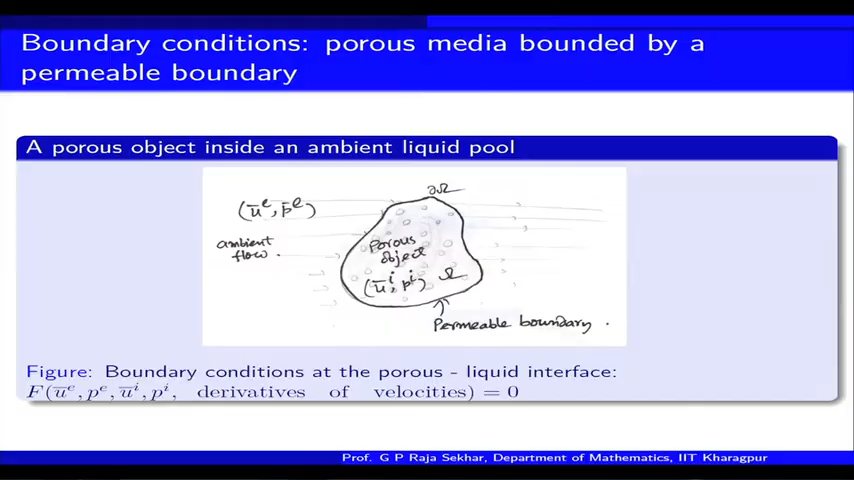 Boundary conditions: porous media bounded by a
permeable boundary
A porous object inside an ambient liquid pool
∂Ω
(u̅ᵉ, pᵉ)
ambient
flow.
Porous
object
(u̅ⁱ, pⁱ) Ω
Permeable boundary.
Figure: Boundary conditions at the porous - liquid interface:
F(u̅ᵉ, pᵉ, u̅ⁱ, pⁱ, derivatives of velocities) = 0
Prof. G P Raja Sekhar, Department of Mathematics, IIT Kharagpur